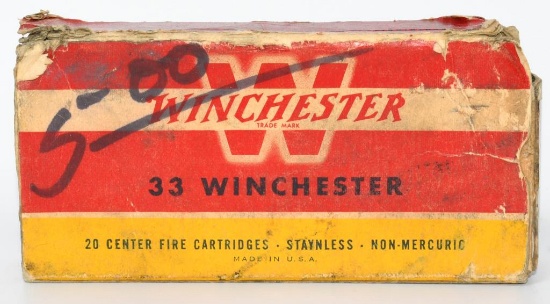 5-00
W
WINCHESTER
TRADE MARK
33 WINCHESTER
20 CENTER FIRE CARTRIDGES · STAYNLESS · NON-MERCURIC
MADE IN U.S.A.